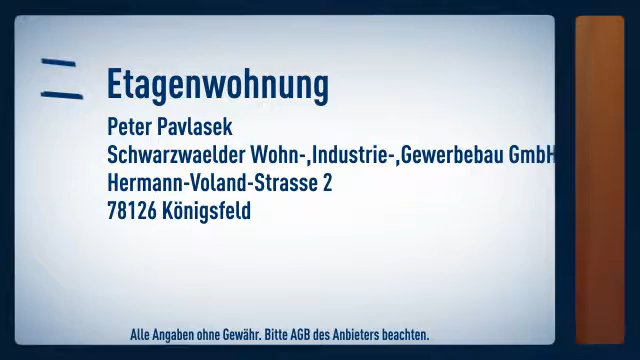 Etagenwohnung
Peter Pavlasek
Schwarzwaelder Wohn-,Industrie-,Gewerbebau GmbH
Hermann-Voland-Strasse 2
78126 Königsfeld
Alle Angaben ohne Gewähr. Bitte AGB des Anbieters beachten.